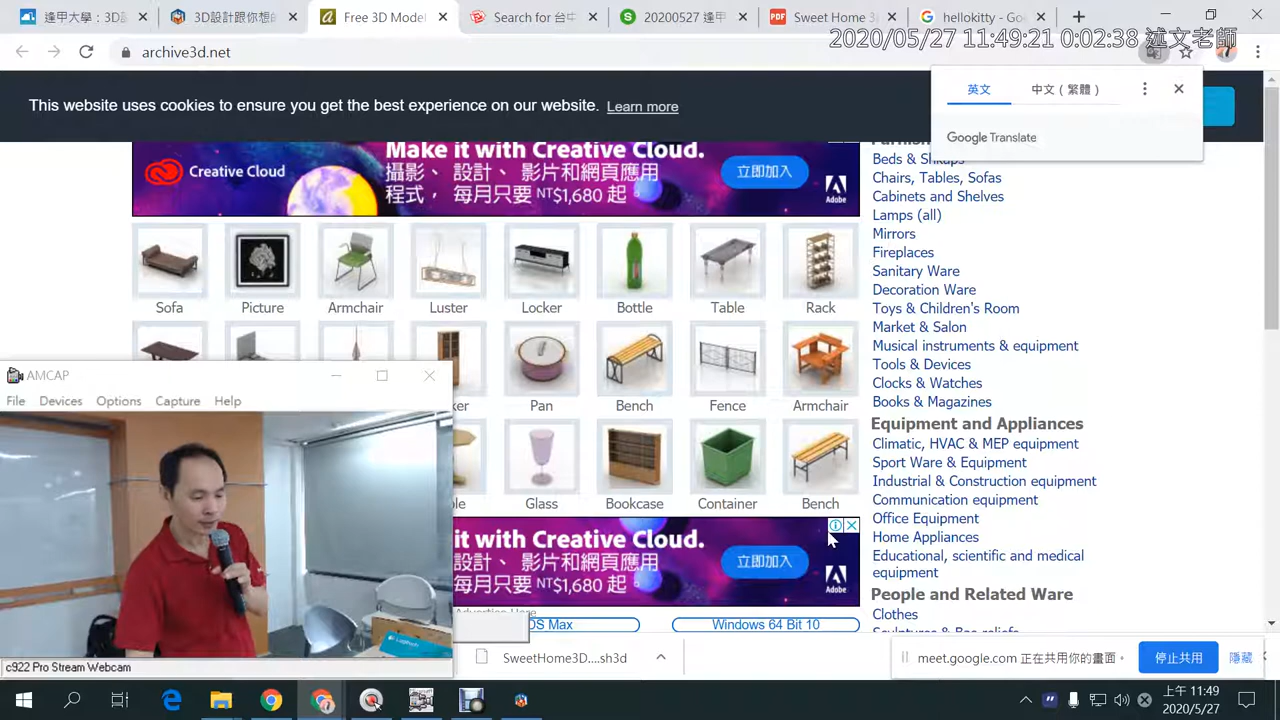 逢甲大學：3D設
3D設計跟你想的
Free 3D Mode
Search for 台中
20200527 逢甲
Sweet Home 3
hellokitty - Go
archive3d.net
2020/05/27 11:49:21 0:02:38 述文老師
英文
中文（繁體）
Google Translate
This website uses cookies to ensure you get the best experience on our website. Learn more
Creative Cloud
Make it with Creative Cloud.
攝影、設計、影片和網頁應用
程式， 每月只要 NT$1,680 起
立即加入
Adobe
Sofa
Picture
Armchair
Luster
Locker
Bottle
Table
Rack
Pan
Bench
Fence
Armchair
Glass
Bookcase
Container
Bench
it with Creative Cloud.
設計、影片和網頁應用
每月只要 NT$1,680 起
立即加入
Adobe
OS Max
Windows 64 Bit 10
Beds & Shkaps
Chairs, Tables, Sofas
Cabinets and Shelves
Lamps (all)
Mirrors
Fireplaces
Sanitary Ware
Decoration Ware
Toys & Children's Room
Market & Salon
Musical instruments & equipment
Tools & Devices
Clocks & Watches
Books & Magazines
Equipment and Appliances
Climatic, HVAC & MEP equipment
Sport Ware & Equipment
Industrial & Construction equipment
Communication equipment
Office Equipment
Home Appliances
Educational, scientific and medical
equipment
People and Related Ware
Clothes
AMCAP
File Devices Options Capture Help
c922 Pro Stream Webcam
SweetHome3D....sh3d
meet.google.com 正在共用你的畫面。
停止共用
隱藏
上午 11:49
2020/5/27